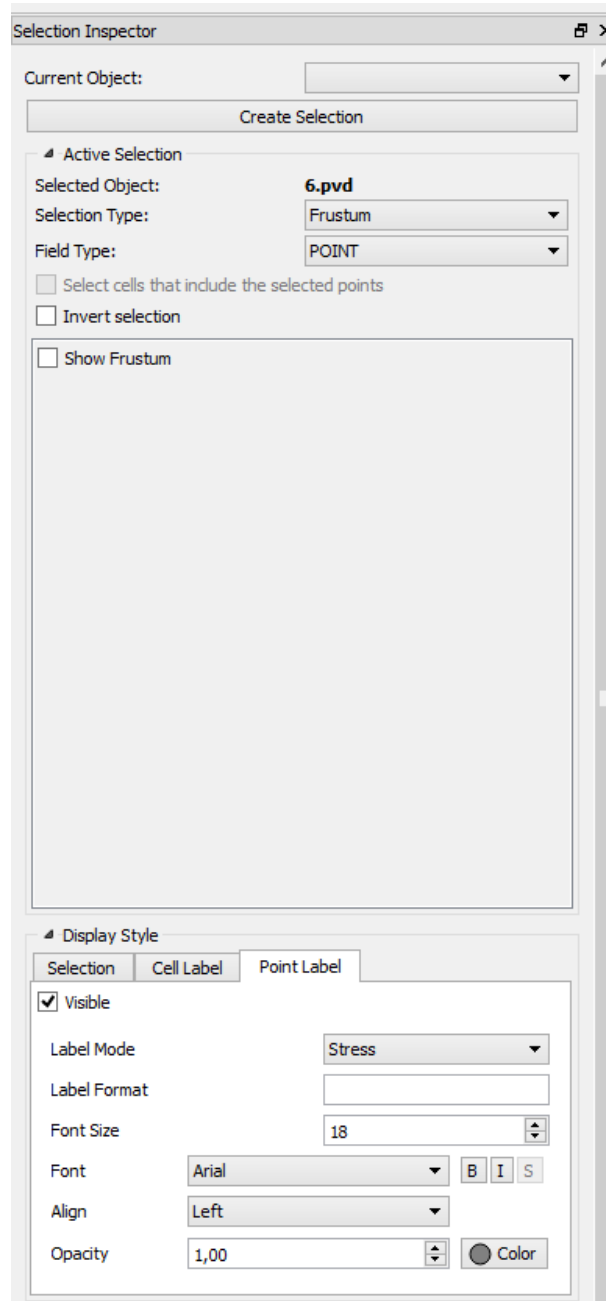 Selection Inspector
Current Object:
Create Selection
Active Selection
Selected Object: 6.pvd
Selection Type: Frustum
Field Type: POINT
Select cells that include the selected points
Invert selection
Show Frustum
Display Style
Selection Cell Label Point Label
Visible
Label Mode Stress
Label Format
Font Size 18
Font Arial B I S
Align Left
Opacity 1,00 Color